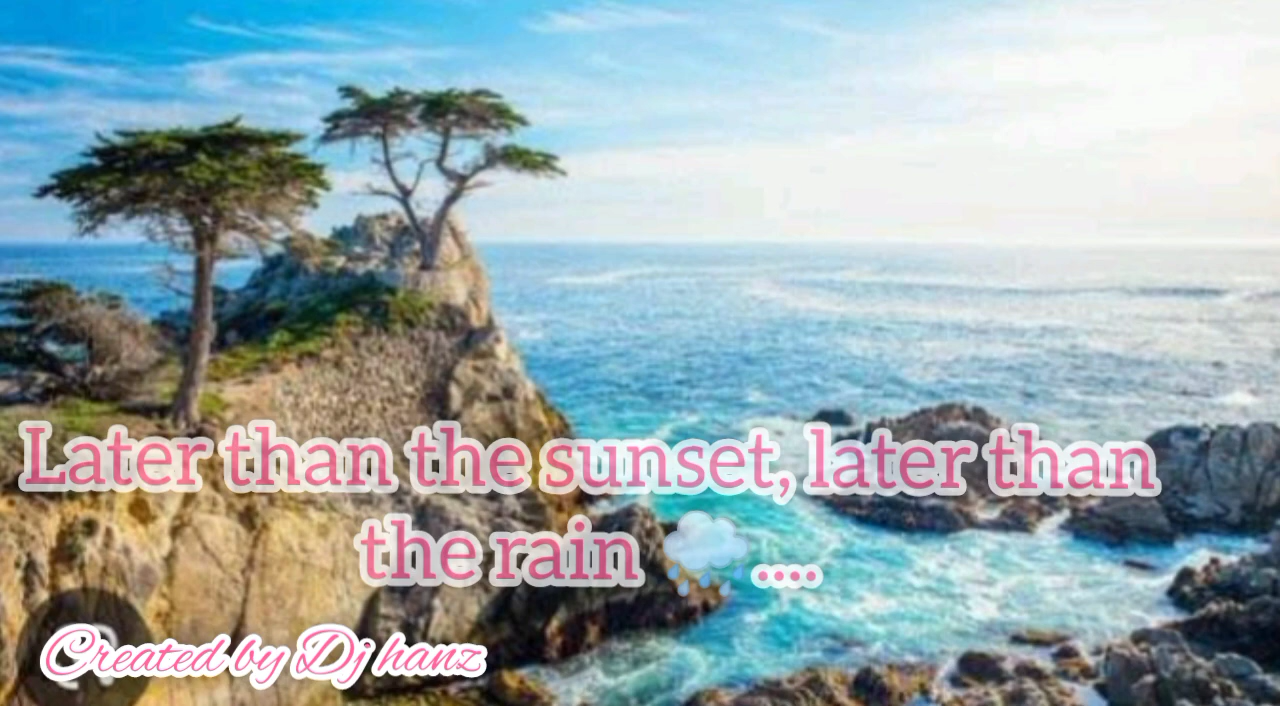 Later than the sunset, later than
the rain 🌧️....
Created by Dj hanz